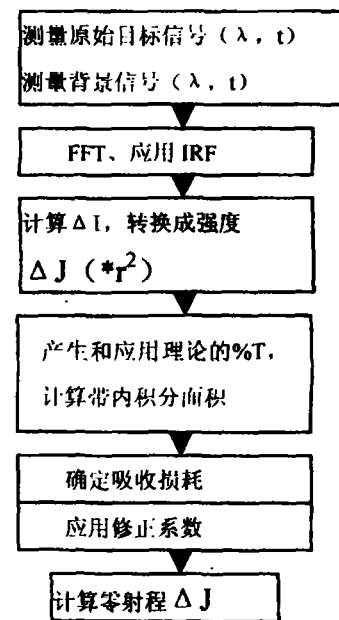 测量原始目标信号（λ，t）
测量背景信号（λ，t）
FFT、应用 IRF
计算ΔI，转换成强度
ΔJ（*r²）
产生和应用理论的%T，
计算带内积分面积
确定吸收损耗
应用修正系数
计算零射程ΔJ